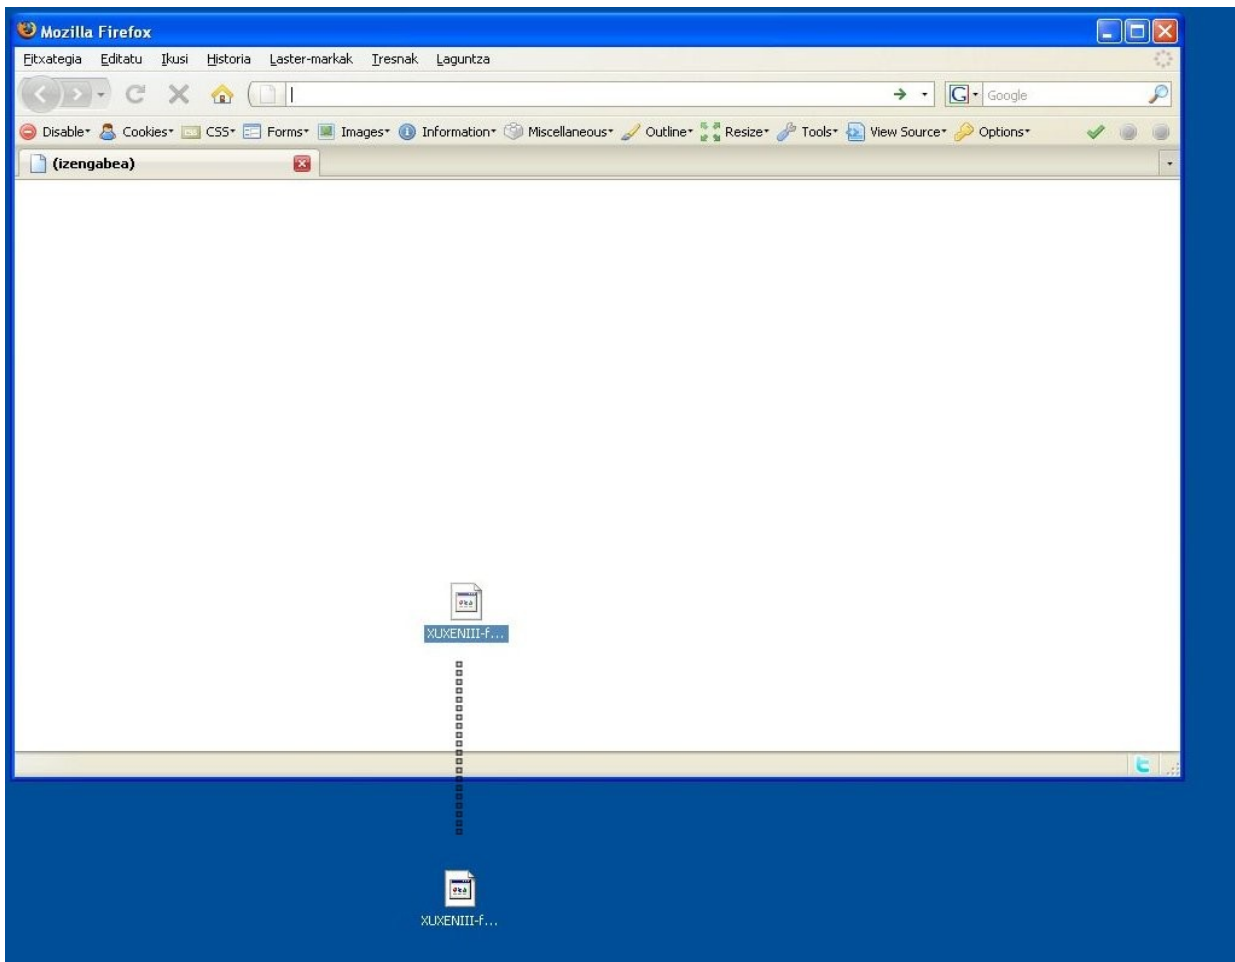 Mozilla Firefox
Fitxategia Editatu Ikusi Historia Laster-markak Tresnak Laguntza
G Google
Disable Cookies CSS Forms Images Information Miscellaneous Outline Resize Tools View Source Options
(izengabea)
XUXENIII-f...
XUXENIII-f...